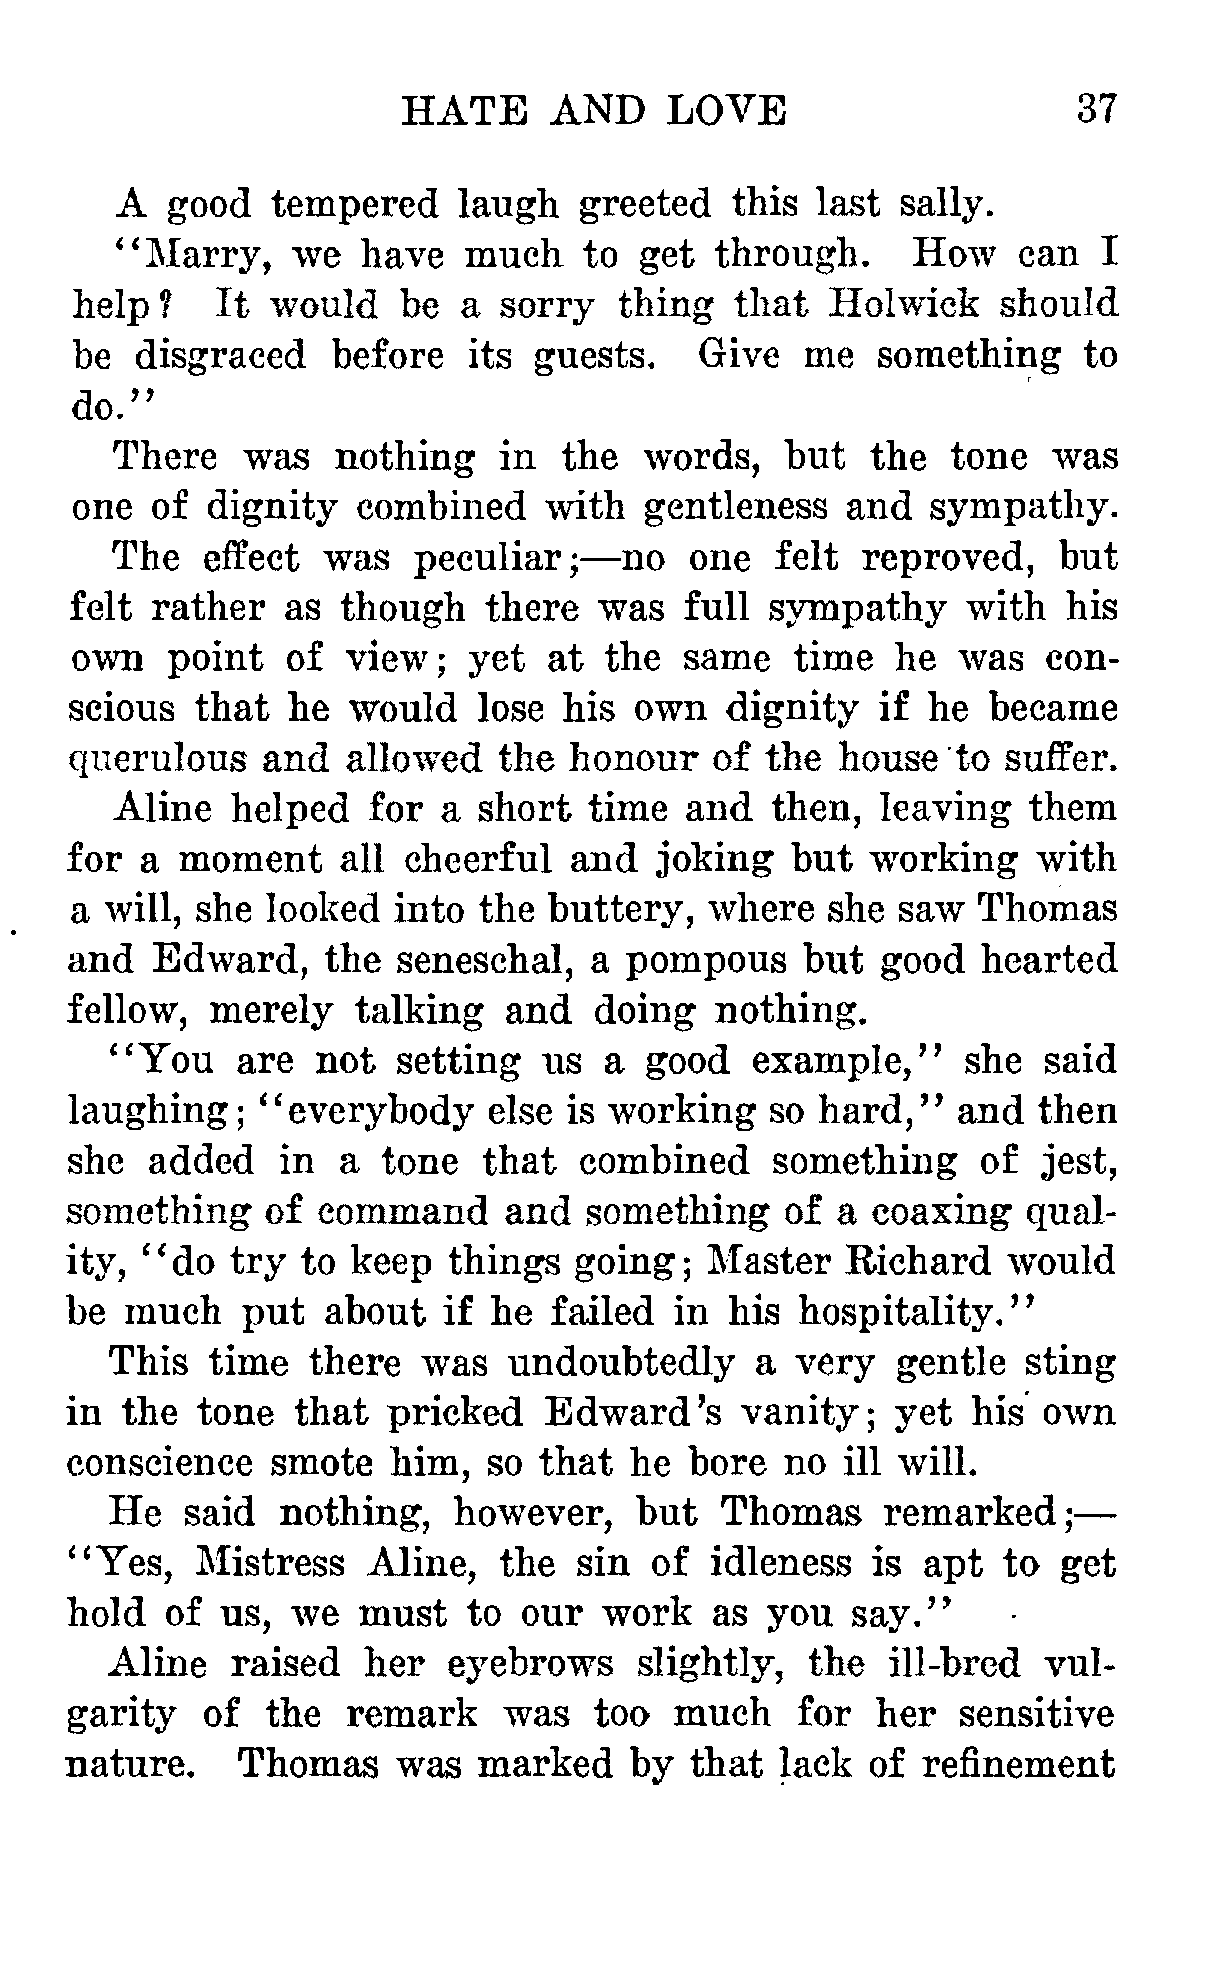 HATE AND LOVE 37
A good tempered laugh greeted this last sally.
"Marry, we have much to get through. How can I
help? It would be a sorry thing that Holwick should
be disgraced before its guests. Give me something to
do."
There was nothing in the words, but the tone was
one of dignity combined with gentleness and sympathy.
The effect was peculiar;—no one felt reproved, but
felt rather as though there was full sympathy with his
own point of view; yet at the same time he was con-
scious that he would lose his own dignity if he became
querulous and allowed the honour of the house to suffer.
Aline helped for a short time and then, leaving them
for a moment all cheerful and joking but working with
a will, she looked into the buttery, where she saw Thomas
and Edward, the seneschal, a pompous but good hearted
fellow, merely talking and doing nothing.
"You are not setting us a good example," she said
laughing; "everybody else is working so hard," and then
she added in a tone that combined something of jest,
something of command and something of a coaxing qual-
ity, "do try to keep things going; Master Richard would
be much put about if he failed in his hospitality."
This time there was undoubtedly a very gentle sting
in the tone that pricked Edward's vanity; yet his own
conscience smote him, so that he bore no ill will.
He said nothing, however, but Thomas remarked;—
"Yes, Mistress Aline, the sin of idleness is apt to get
hold of us, we must to our work as you say."
Aline raised her eyebrows slightly, the ill-bred vul-
garity of the remark was too much for her sensitive
nature. Thomas was marked by that lack of refinement